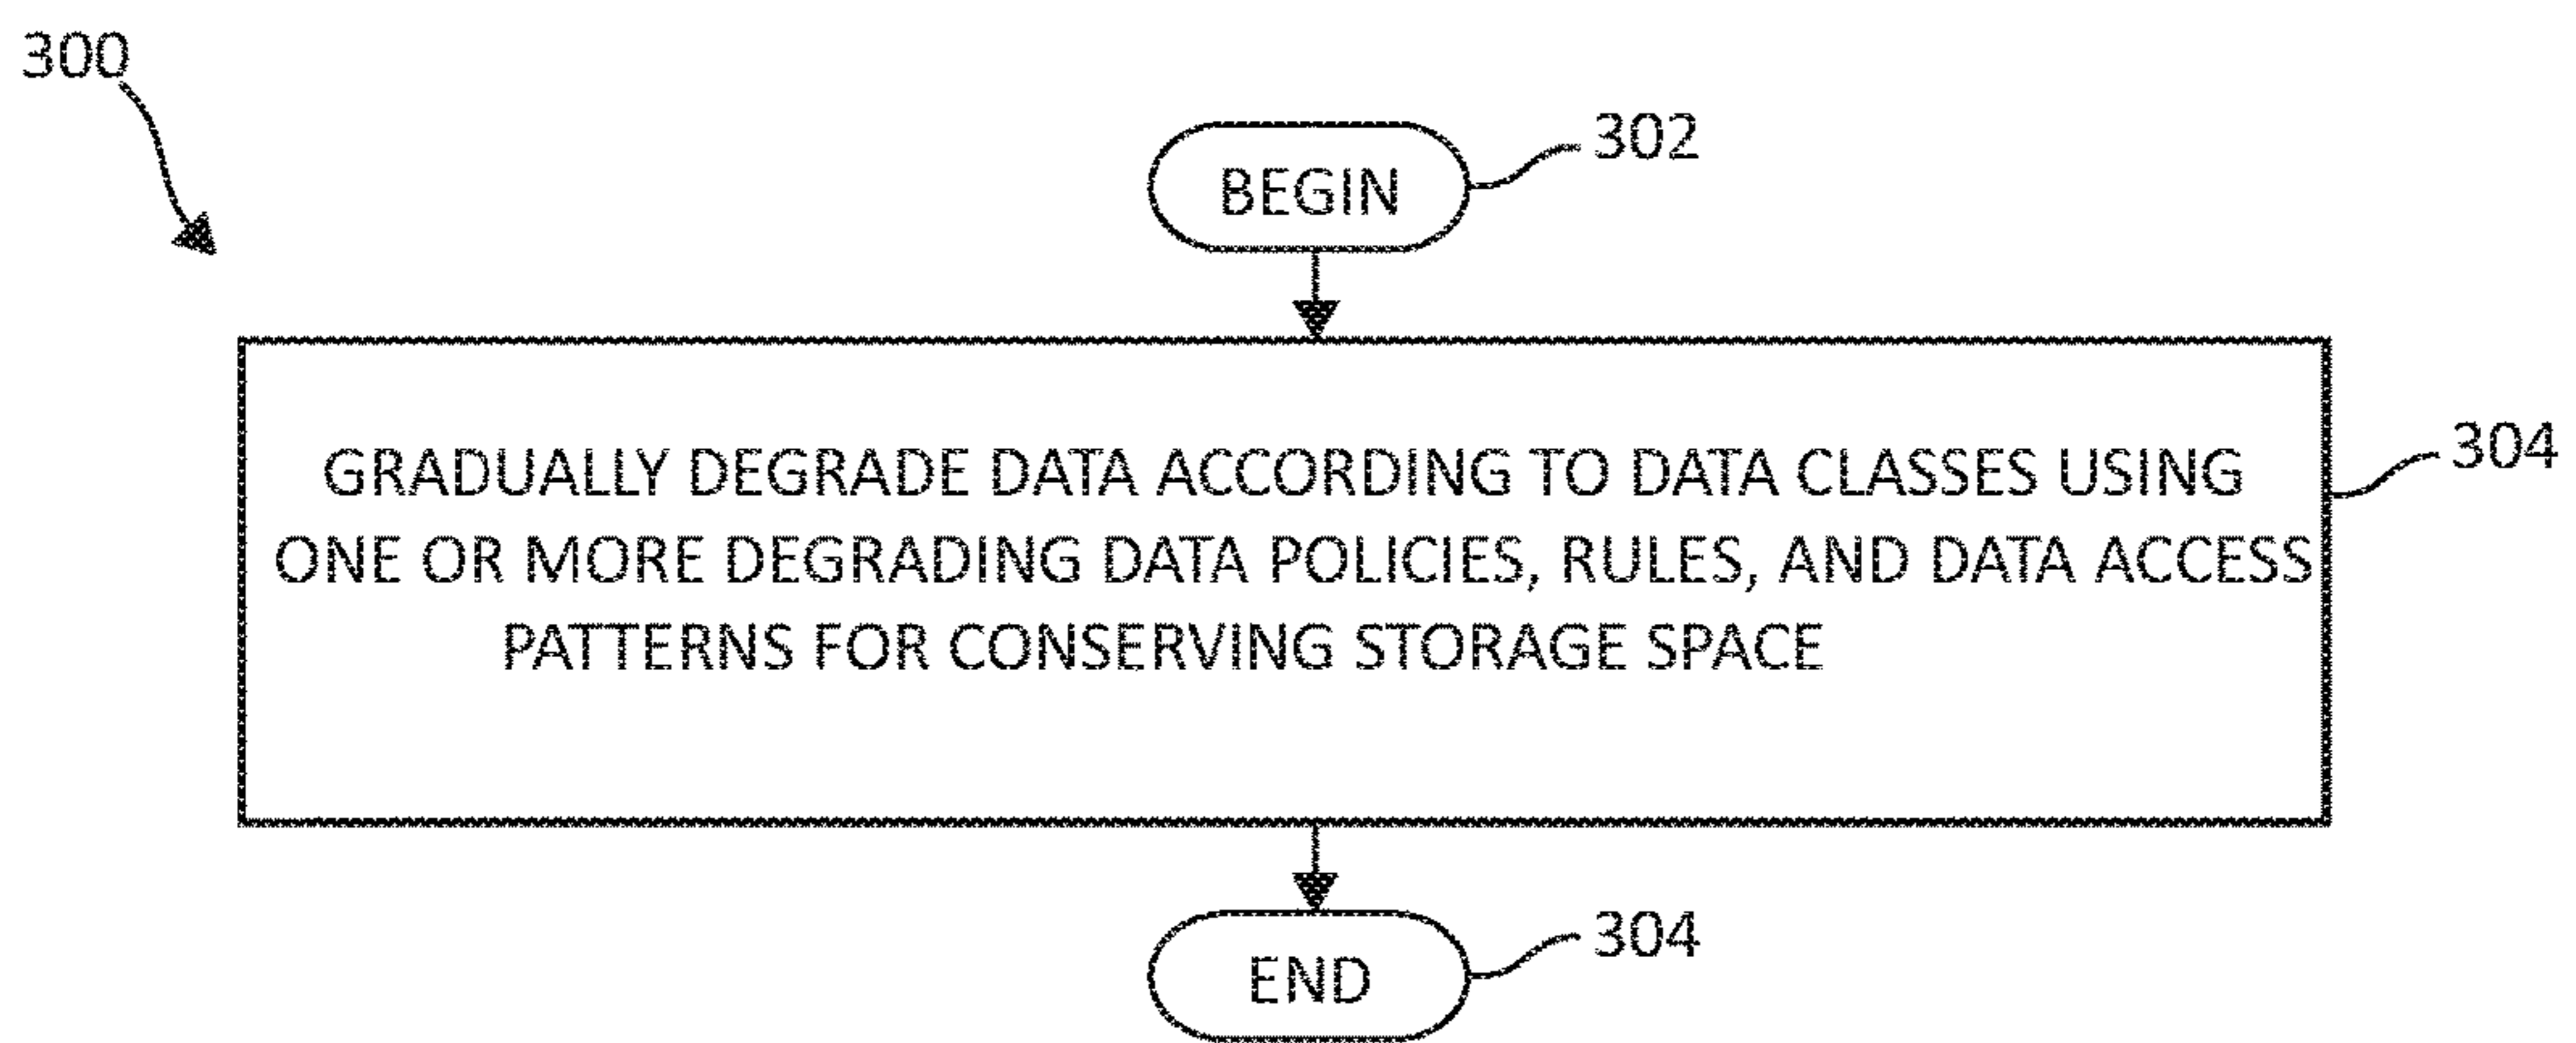 300
302
BEGIN
GRADUALLY DEGRADE DATA ACCORDING TO DATA CLASSES USING
ONE OR MORE DEGRADING DATA POLICIES, RULES, AND DATA ACCESS
PATTERNS FOR CONSERVING STORAGE SPACE
304
END
304